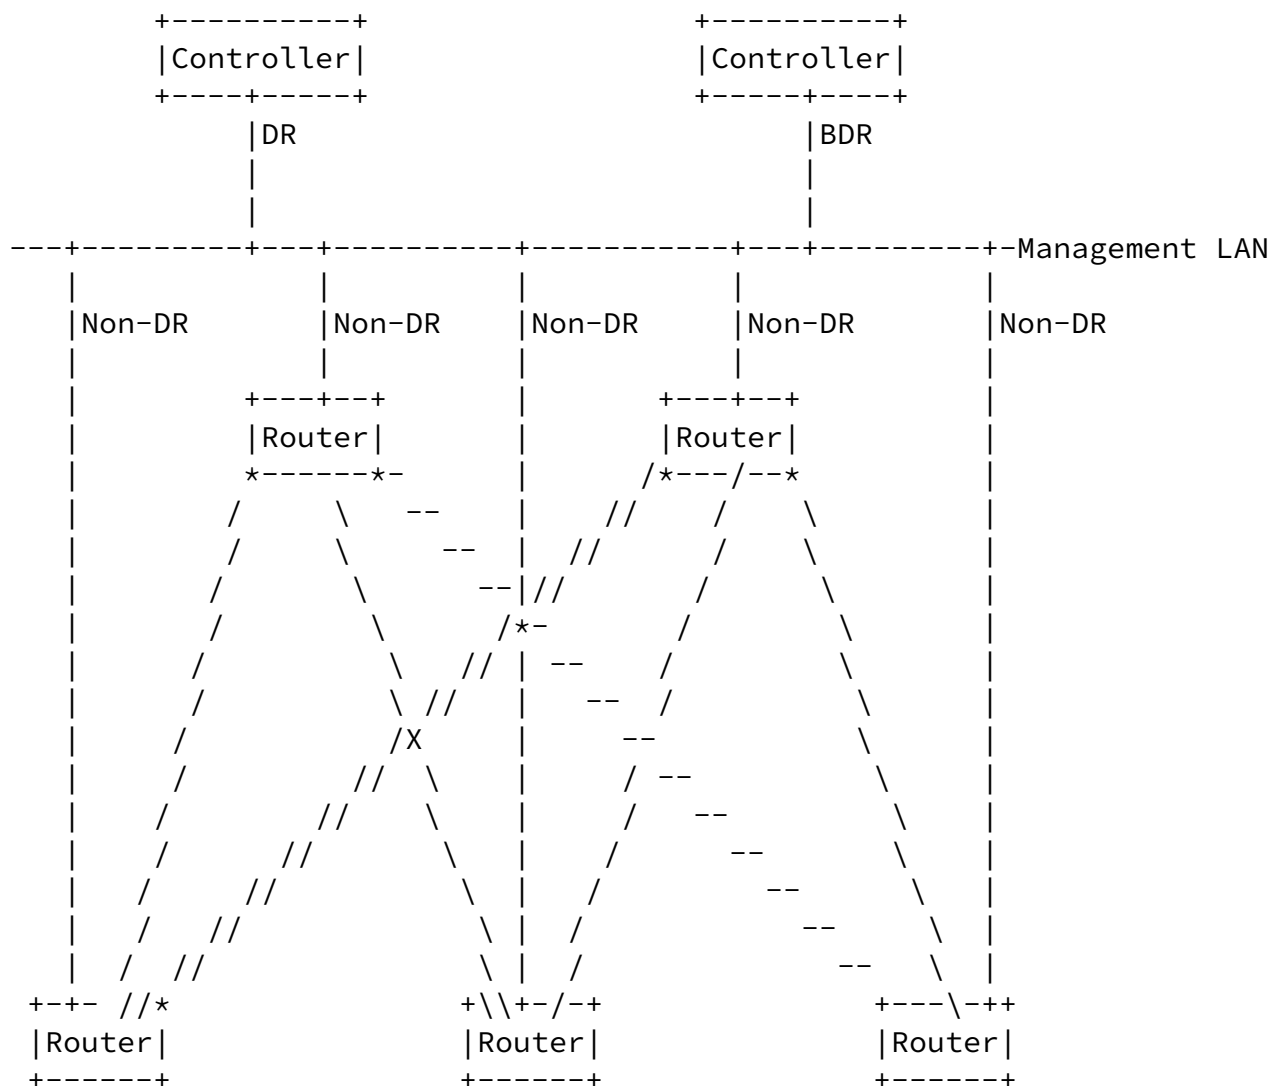 Controller Controller
DR BDR
Management LAN
Non-DR Non-DR Non-DR Non-DR Non-DR
Router Router
X
Router Router Router